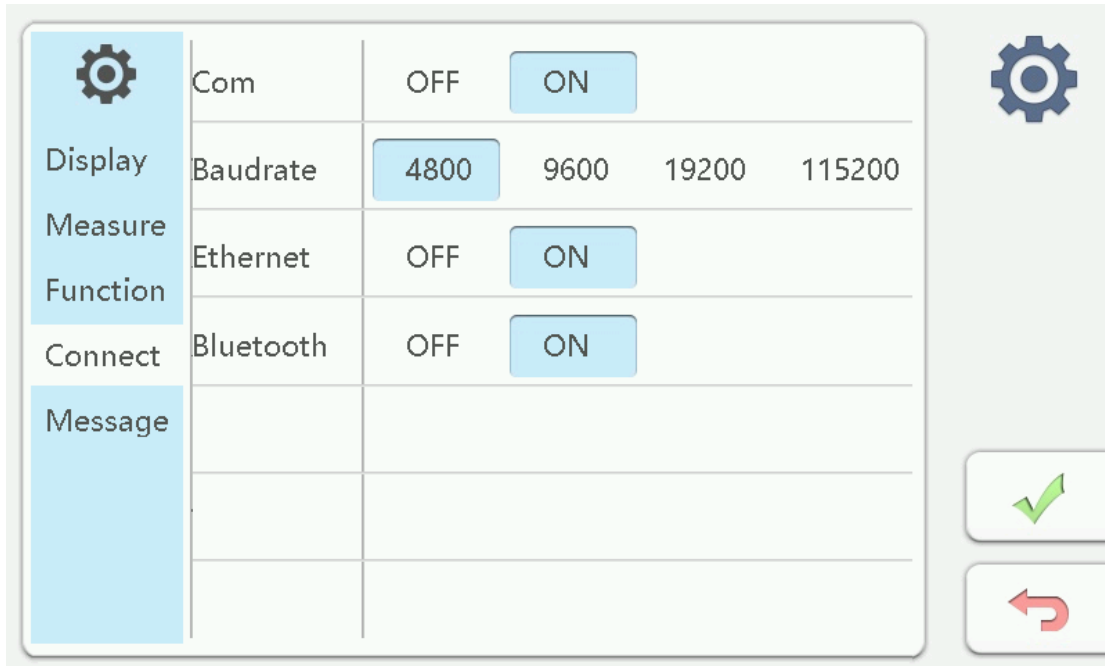 Display
Measure
Function
Connect
Message
Com OFF ON
Baudrate 4800 9600 19200 115200
Ethernet OFF ON
Bluetooth OFF ON